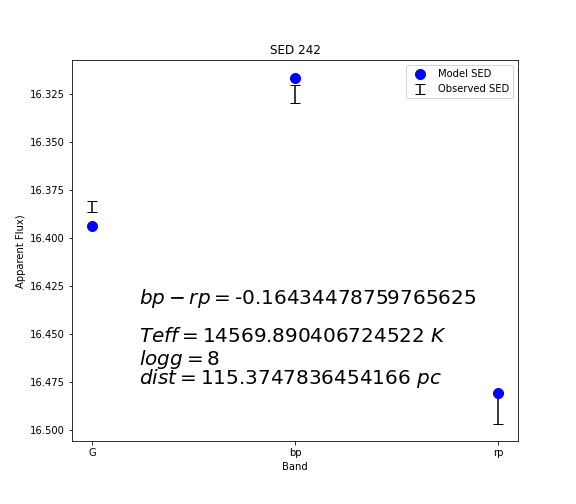 SED 242
Model SED
Observed SED
16.325
16.350
16.375
16.400
16.425
16.450
16.475
16.500
Apparent Flux)
bp − rp = -0.16434478759765625
Teff = 14569.890406724522 K
logg = 8
dist = 115.3747836454166 pc
G bp rp
Band